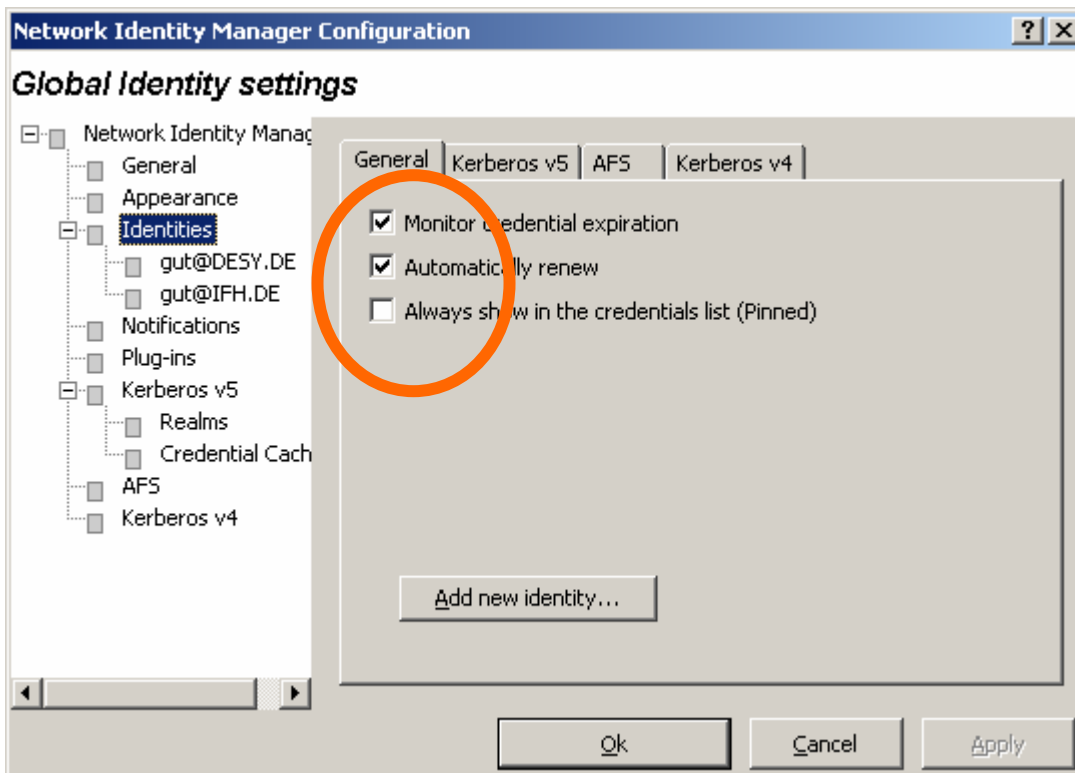 Network Identity Manager Configuration
Global Identity settings
Network Identity Manag
General
Appearance
Identities
gut@DESY.DE
gut@IFH.DE
Notifications
Plug-ins
Kerberos v5
Realms
Credential Cach
AFS
Kerberos v4
General Kerberos v5 AFS Kerberos v4
Monitor credential expiration
Automatically renew
Always show in the credentials list (Pinned)
Add new identity...
Ok Cancel Apply